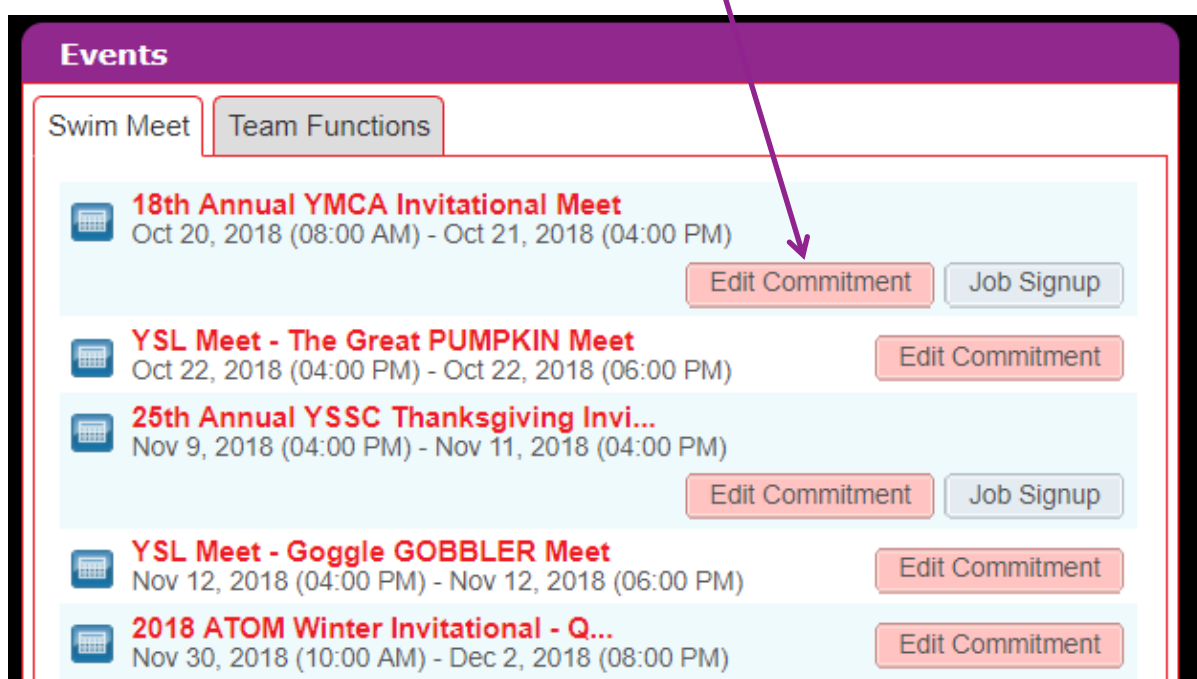 Events
Swim Meet Team Functions
18th Annual YMCA Invitational Meet
Oct 20, 2018 (08:00 AM) - Oct 21, 2018 (04:00 PM)
Edit Commitment Job Signup
YSL Meet - The Great PUMPKIN Meet
Oct 22, 2018 (04:00 PM) - Oct 22, 2018 (06:00 PM)
Edit Commitment
25th Annual YSSC Thanksgiving Invi...
Nov 9, 2018 (04:00 PM) - Nov 11, 2018 (04:00 PM)
Edit Commitment Job Signup
YSL Meet - Goggle GOBBLER Meet
Nov 12, 2018 (04:00 PM) - Nov 12, 2018 (06:00 PM)
Edit Commitment
2018 ATOM Winter Invitational - Q...
Nov 30, 2018 (10:00 AM) - Dec 2, 2018 (08:00 PM)
Edit Commitment